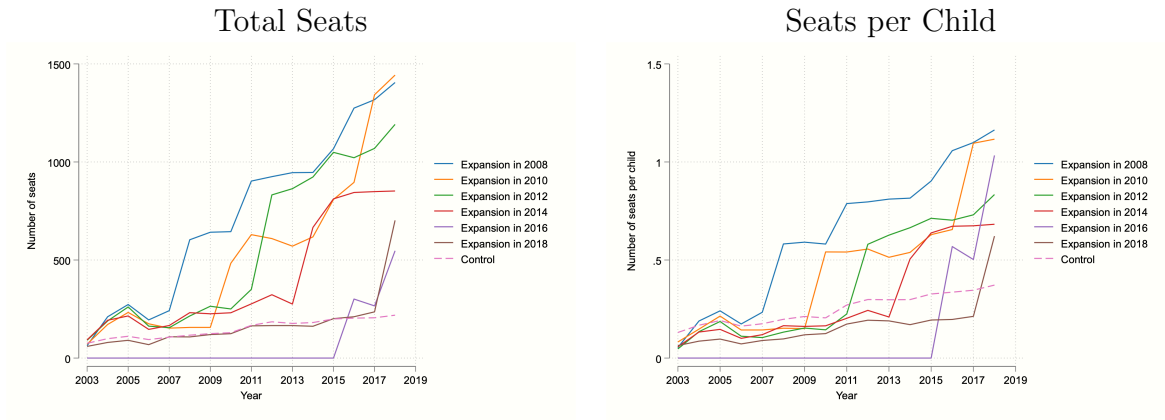 Total Seats
Number of seats
1500
1000
500
0
2003 2005 2007 2009 2011 2013 2015 2017 2019
Year
Expansion in 2008
Expansion in 2010
Expansion in 2012
Expansion in 2014
Expansion in 2016
Expansion in 2018
Control
Seats per Child
Number of seats per child
1.5
1
.5
0
2003 2005 2007 2009 2011 2013 2015 2017 2019
Year
Expansion in 2008
Expansion in 2010
Expansion in 2012
Expansion in 2014
Expansion in 2016
Expansion in 2018
Control